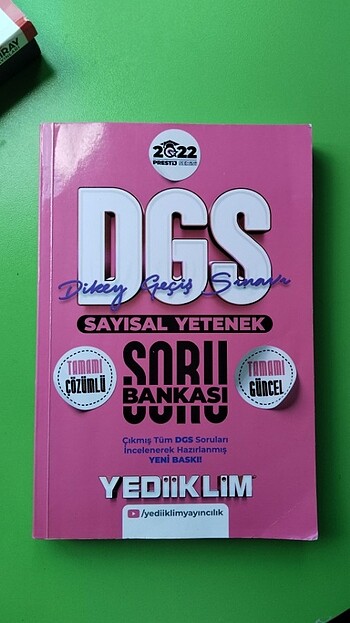 2022
PRESTİJ
DGS
Dikey Geçiş Sınavı
SAYISAL YETENEK
TAMAMI
ÇÖZÜMLÜ
SORU
BANKASI
TAMAMI
GÜNCEL
Çıkmış Tüm DGS Soruları
İncelenerek Hazırlanmış
YENİ BASKI!
YEDİİKLİM
/yediiklimyayıncılık